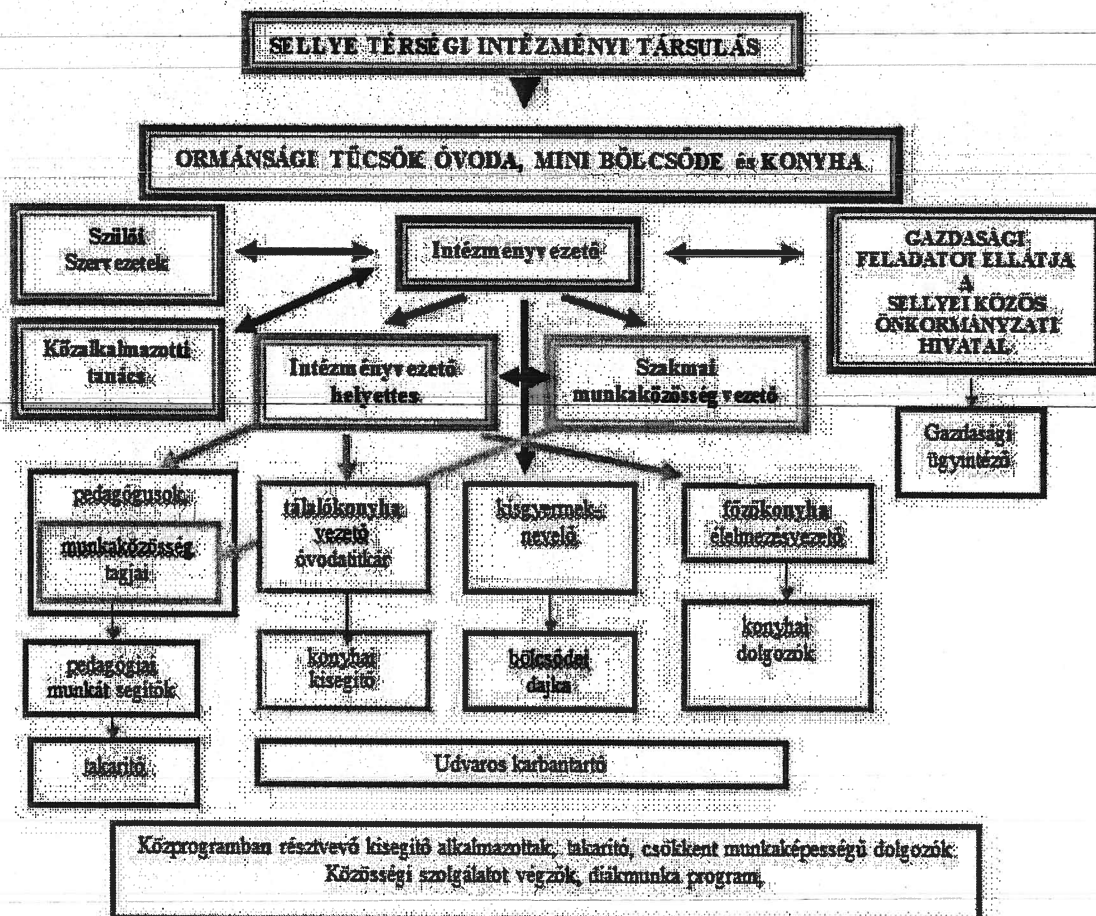 SELLYE TÉRSÉGI INTÉZMÉNYI TÁRSULÁS
ORMÁNSÁGI TÜCSÖK ÓVODA, MINI BÖLCSŐDE és KONYHA
Szülői
Szervezetek
Intézményvezető
GAZDASÁGI
FELADATOT ELLÁTJA
A
SELLYEI KÖZÖS
ÖNKORMÁNYZATI
HIVATAL
Közalkalmazotti
tanács
Intézményvezető
helyettes
Szakmai
munkaközösség vezető
Gazdasági
ügyintéző
pedagógusok
munkaközösség
tagjai
tálalókonyha
vezető
óvodatitkár
kisgyermek-
nevelő
főzőkonyha
élelmezésvezető
pedagógiai
munkát segítők
konyhai
kisegítő
bölcsődei
dajka
konyhai
dolgozók
takarító
Udvaros karbantartó
Közprogramban résztvevő kisegítő alkalmazottak, takarító, csökkent munkaképességű dolgozók
Közösségi szolgálatot végzők, diákmunka program,